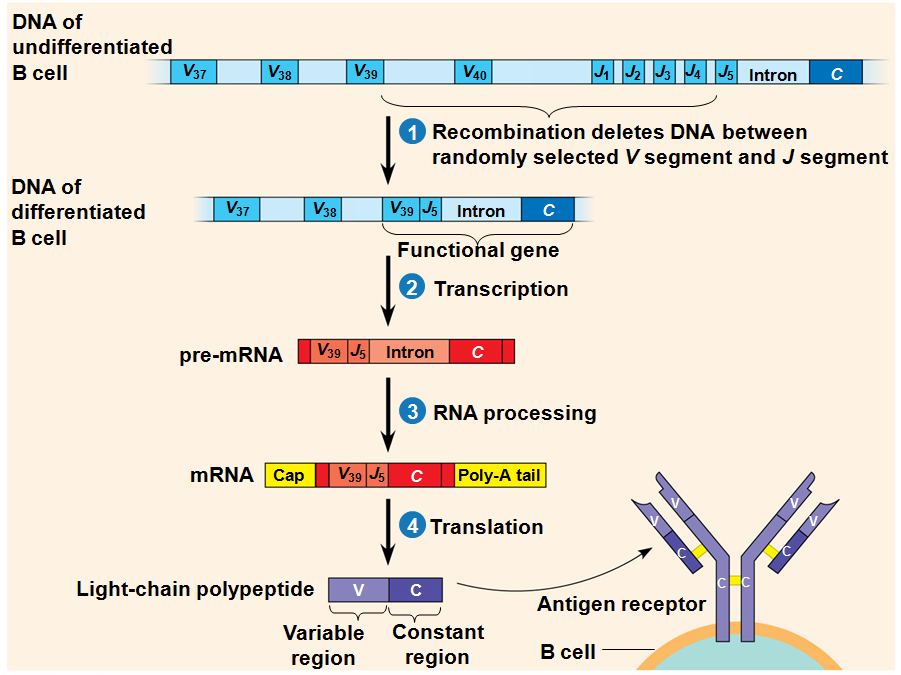 DNA of
undifferentiated
B cell
V37 V38 V39 V40 J1 J2 J3 J4 J5 Intron C
1 Recombination deletes DNA between
randomly selected V segment and J segment
DNA of
differentiated
B cell
V37 V38 V39 J5 Intron C
Functional gene
2 Transcription
pre-mRNA V39 J5 Intron C
3 RNA processing
mRNA Cap V39 J5 C Poly-A tail
4 Translation
Light-chain polypeptide V C
Variable
region
Constant
region
V V V V
C C
C C
Antigen receptor
B cell